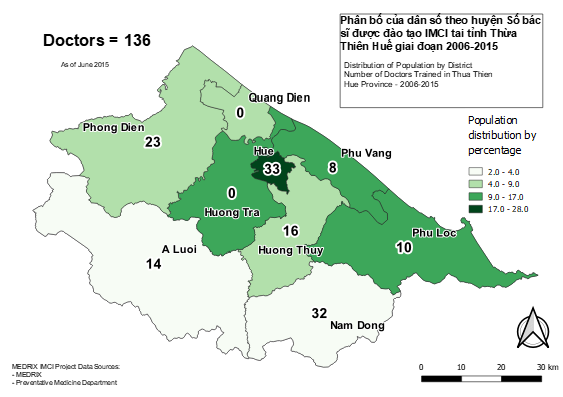 Doctors = 136
As of June 2015
Phân bố của dân số theo huyện Số bác
sĩ được đào tạo IMCI tai tỉnh Thừa
Thiên Huế giai đoạn 2006-2015
Distribution of Population by District
Number of Doctors Trained in Thua Thien
Hue Province - 2006-2015
Population
distribution by
percentage
2.0 - 4.0
4.0 - 9.0
9.0 - 17.0
17.0 - 28.0
Quang Dien
0
Phong Dien
23
Hue
33
Phu Vang
8
0
Huong Tra
16
Huong Thuy
Phu Loc
10
A Luoi
14
32
Nam Dong
MEDRIX IMCI Project Data Sources:
- MEDRIX
- Preventative Medicine Department
0 10 20 30 km